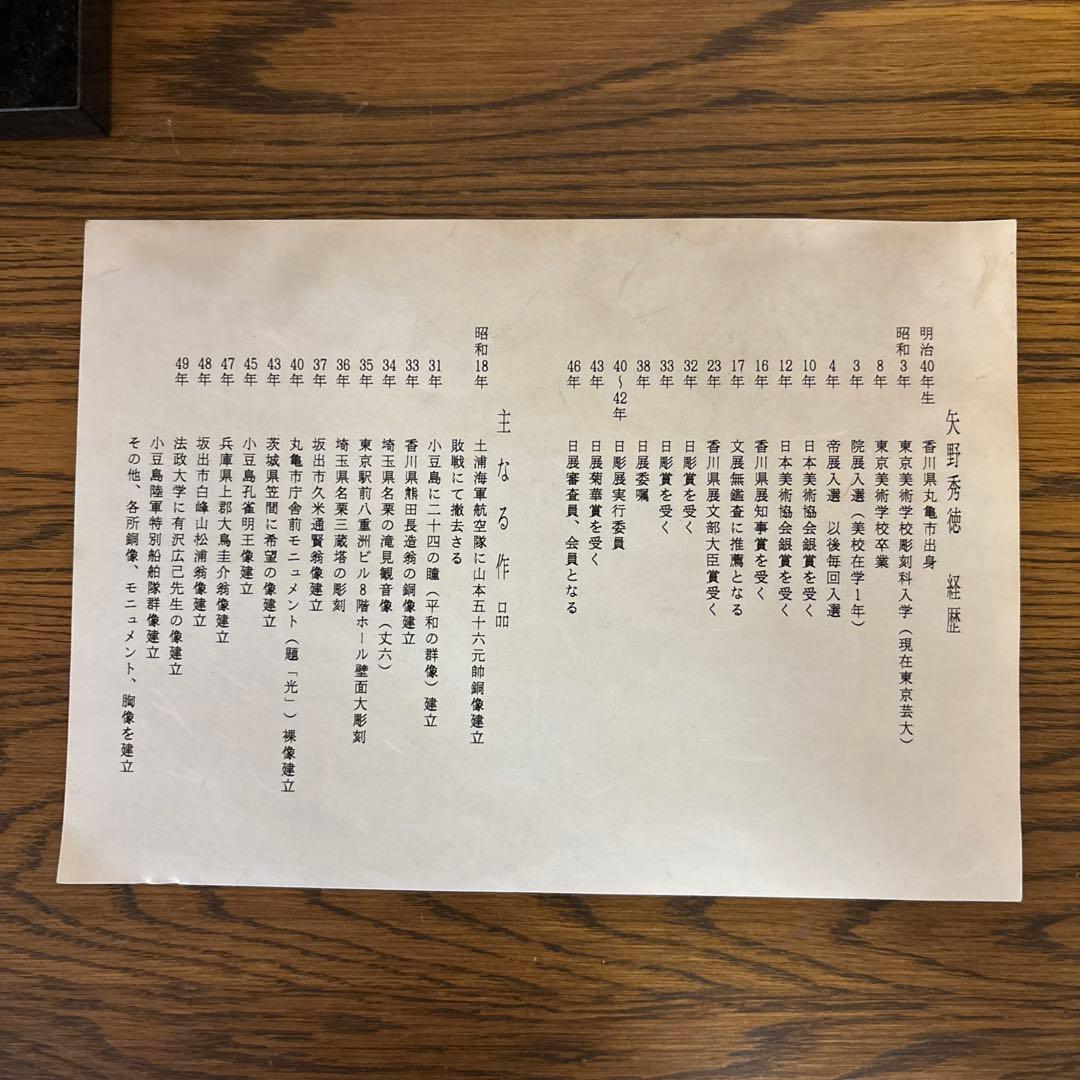 矢野秀徳　経歴
明治40年生　香川県丸亀市出身
昭和3年　東京美術学校彫刻科入学（現在東京芸大）
8年　東京美術学校卒業
3年　院展入選（美校在学1年）
4年　帝展入選　以後毎回入選
10年　日本美術協会銀賞を受く
12年　日本美術協会銀賞を受く
16年　香川県展知事賞を受く
17年　文展無鑑査に推薦となる
23年　香川県展文部大臣賞受く
32年　日彫賞を受く
33年　日彫賞を受く
38年　日展委嘱
40～42年　日彫展実行委員
43年　日展菊華賞を受く
46年　日展審査員、会員となる
主なる作品
昭和18年　土浦海軍航空隊に山本五十六元帥銅像建立
敗戦にて撤去さる
31年　小豆島に二十四の瞳（平和の群像）建立
33年　香川県熊田長造翁の銅像建立
34年　埼玉県名栗の滝見観音像（丈六）
35年　東京駅前八重洲ビル8階ホール壁面大彫刻
36年　埼玉県名栗三蔵塔の彫刻
37年　坂出市久米通賢翁像建立
40年　丸亀市庁舎前モニュメント（題「光」）裸像建立
43年　茨城県笠間に希望の像建立
45年　小豆島孔雀明王像建立
47年　兵庫県上郡大鳥圭介翁像建立
48年　坂出市白峰山松浦翁像建立
49年　法政大学に有沢広己先生の像建立
小豆島陸軍特別船舶隊群像建立
その他、各所銅像、モニュメント、胸像を建立